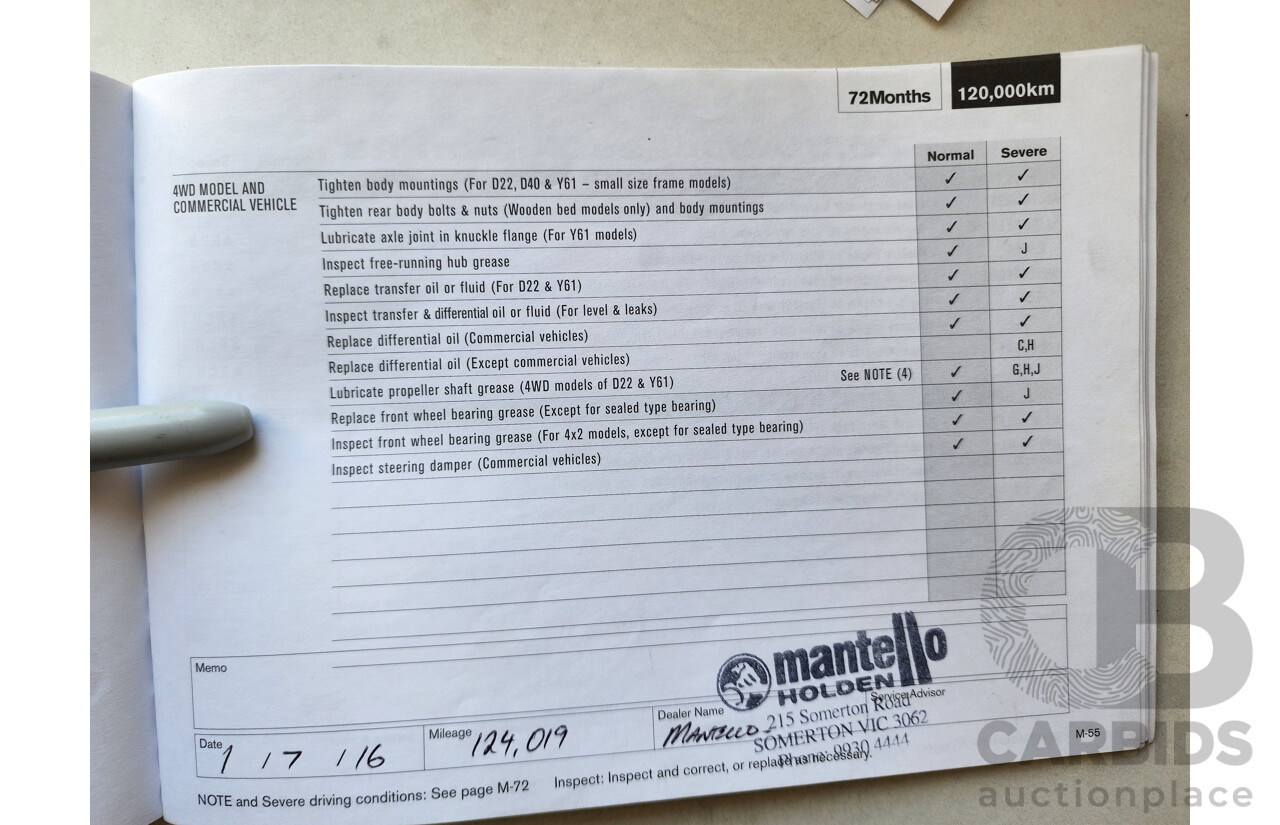 72Months 120,000km
Normal Severe
4WD MODEL AND
COMMERCIAL VEHICLE
Tighten body mountings (For D22, D40 & Y61 – small size frame models) ✓ ✓
Tighten rear body bolts & nuts (Wooden bed models only) and body mountings ✓ ✓
Lubricate axle joint in knuckle flange (For Y61 models) ✓ ✓
Inspect free-running hub grease ✓ J
Replace transfer oil or fluid (For D22 & Y61) ✓ ✓
Inspect transfer & differential oil or fluid (For level & leaks) ✓ ✓
Replace differential oil (Commercial vehicles) ✓ ✓
Replace differential oil (Except commercial vehicles) C,H
Lubricate propeller shaft grease (4WD models of D22 & Y61) See NOTE (4) ✓ G,H,J
Replace front wheel bearing grease (Except for sealed type bearing) ✓ J
Inspect front wheel bearing grease (For 4x2 models, except for sealed type bearing) ✓ ✓
Inspect steering damper (Commercial vehicles) ✓ ✓
Memo
mantello
HOLDEN
Service Advisor
215 Somerton Road
SOMERTON VIC 3062
Phone: 9930 4444
Date 1 / 7 / 16
Mileage 124,019
Dealer Name MANTELLO
M-55
NOTE and Severe driving conditions: See page M-72 Inspect: Inspect and correct, or replace as necessary.
CARBIDS
auctionplace